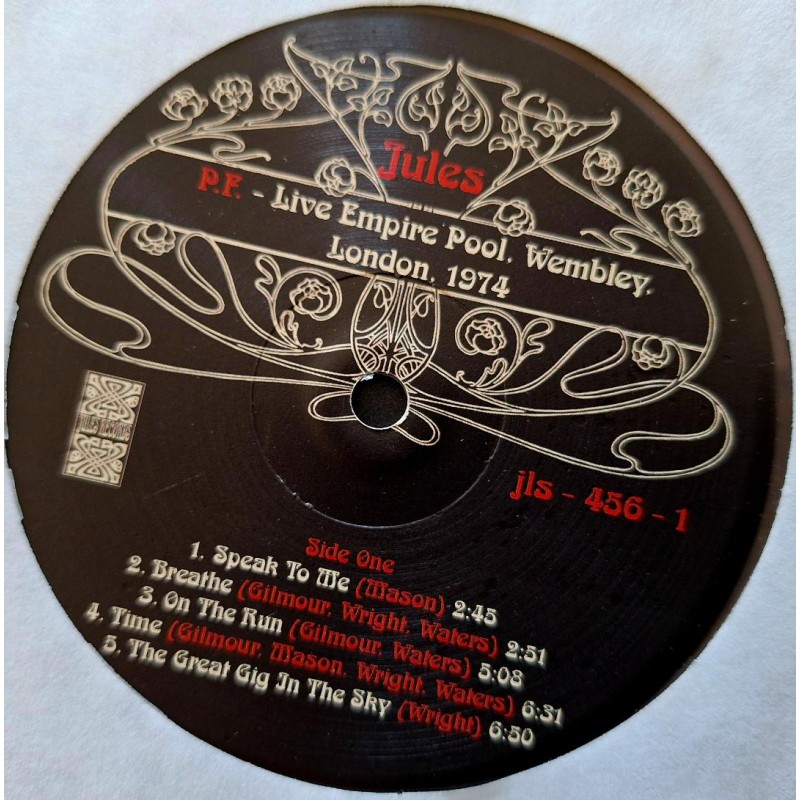 Jules
P.F. - Live Empire Pool, Wembley,
London, 1974
JULES RECORDS
jls - 456 - 1
Side One
1. Speak To Me (Mason) 2:45
2. Breathe (Gilmour, Wright, Waters) 2:51
3. On The Run (Gilmour, Waters) 5:08
4. Time (Gilmour, Mason, Wright, Waters) 6:31
5. The Great Gig In The Sky (Wright) 6:50